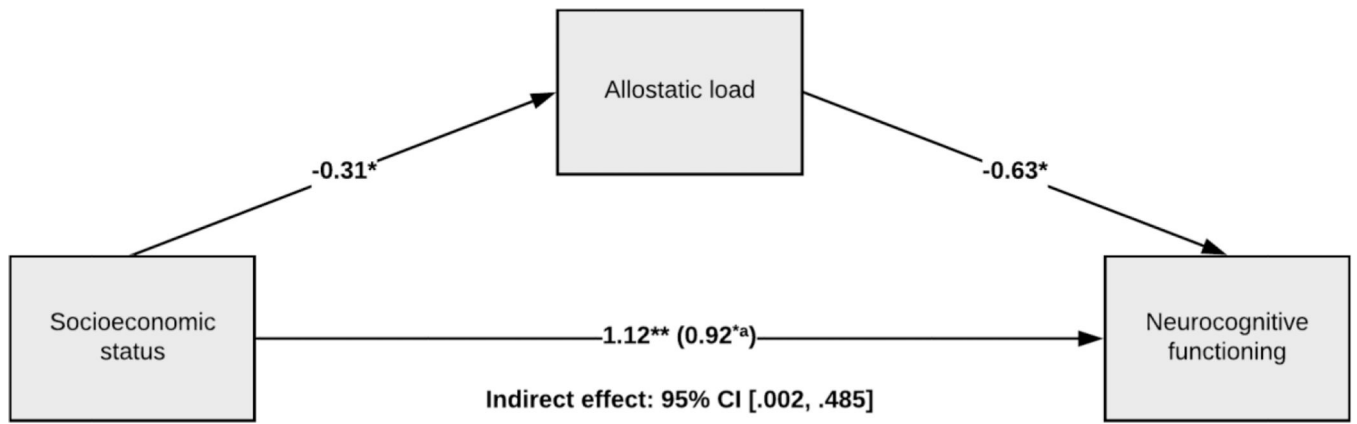 Allostatic load
-0.31*
-0.63*
Socioeconomic
status
1.12** (0.92*ᵃ)
Neurocognitive
functioning
Indirect effect: 95% CI [.002, .485]